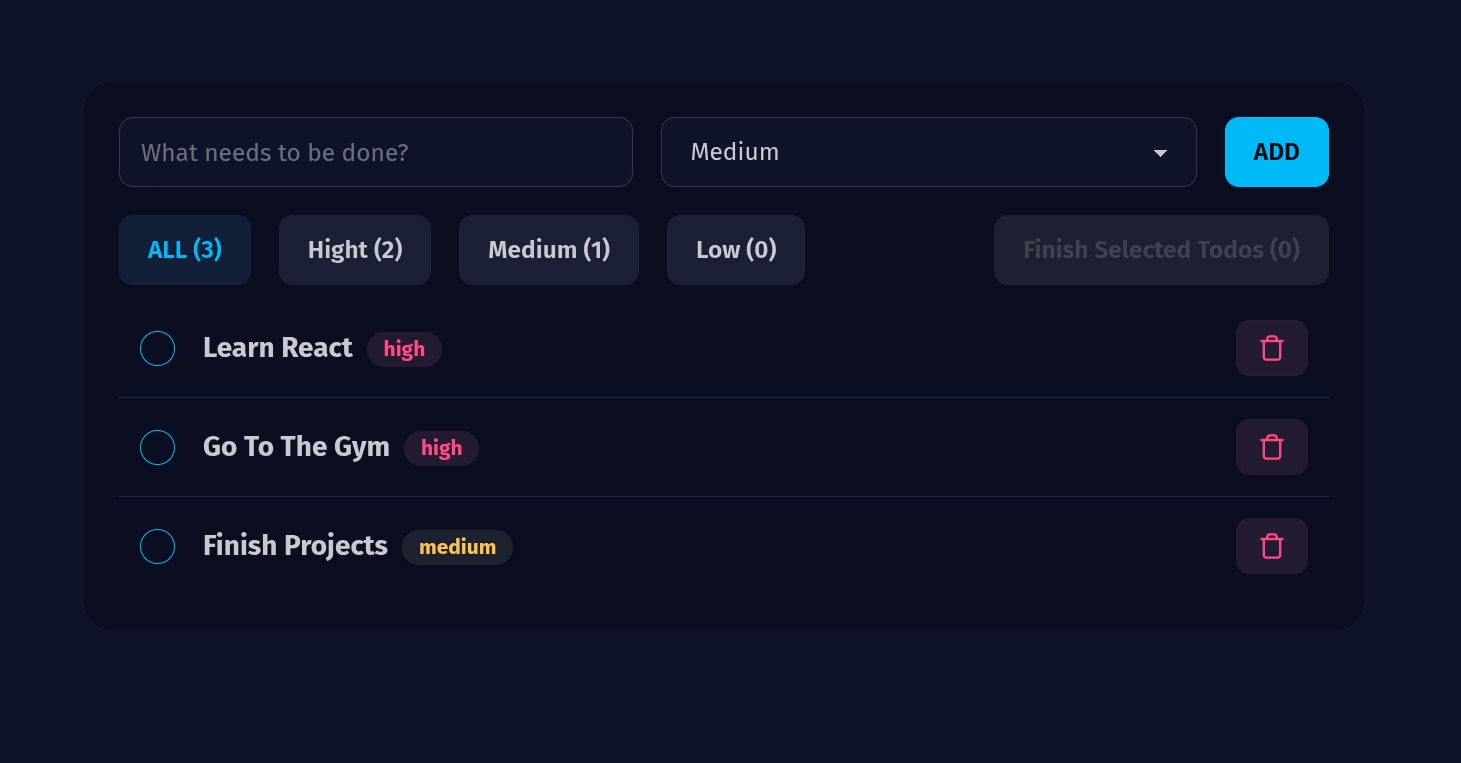 What needs to be done? Medium ADD
ALL (3) Hight (2) Medium (1) Low (0) Finish Selected Todos (0)
Learn React high
Go To The Gym high
Finish Projects medium